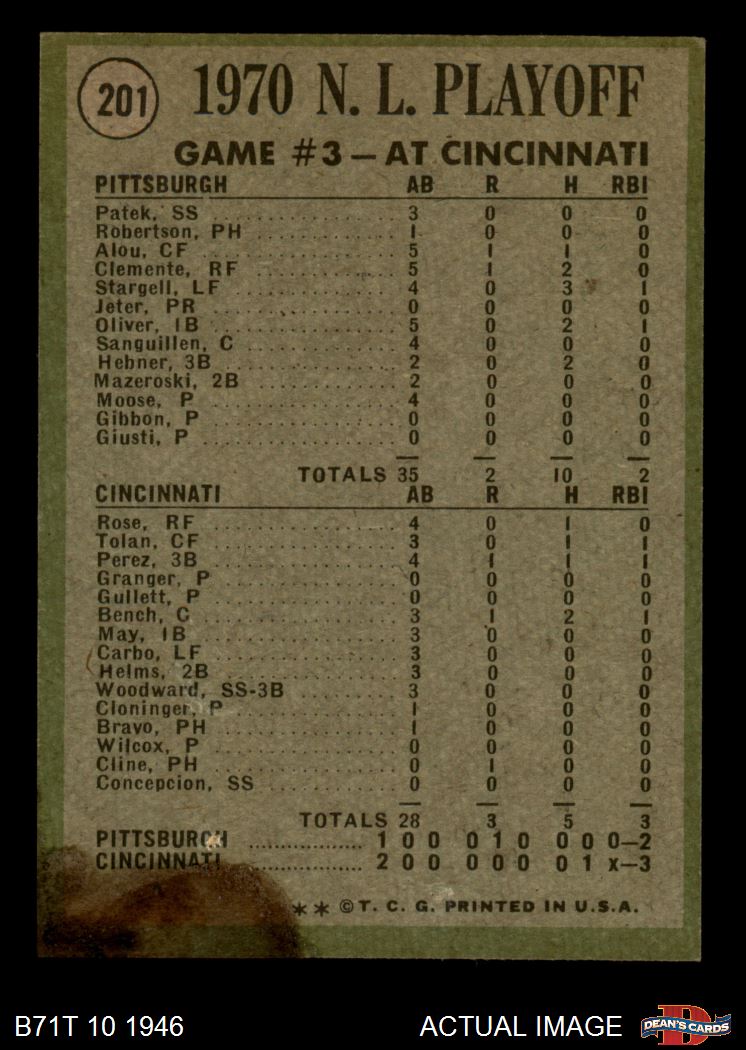 201 1970 N. L. PLAYOFF
GAME #3 — AT CINCINNATI
PITTSBURGH AB R H RBI
Patek, SS .......... 3 0 0 0
Robertson, PH .......... 1 0 0 0
Alou, CF .......... 5 1 1 0
Clemente, RF .......... 5 1 2 0
Stargell, LF .......... 4 0 3 1
Jeter, PR .......... 0 0 0 0
Oliver, 1B .......... 5 0 2 1
Sanguillen, C .......... 4 0 0 0
Hebner, 3B .......... 2 0 2 0
Mazeroski, 2B .......... 2 0 0 0
Moose, P .......... 4 0 0 0
Gibbon, P .......... 0 0 0 0
Giusti, P .......... 0 0 0 0
TOTALS 35 2 10 2
CINCINNATI AB R H RBI
Rose, RF .......... 4 0 1 0
Tolan, CF .......... 3 0 1 1
Perez, 3B .......... 4 1 1 1
Granger, P .......... 0 0 0 0
Gullett, P .......... 0 0 0 0
Bench, C .......... 3 1 2 1
May, 1B .......... 3 0 0 0
Carbo, LF .......... 3 0 0 0
Helms, 2B .......... 3 0 0 0
Woodward, SS-3B .......... 3 0 0 0
Cloninger, P .......... 1 0 0 0
Bravo, PH .......... 1 0 0 0
Wilcox, P .......... 0 0 0 0
Cline, PH .......... 0 1 0 0
Concepcion, SS .......... 0 0 0 0
TOTALS 28 3 5 3
PITTSBURGH .......... 1 0 0 0 1 0 0 0 0—2
CINCINNATI .......... 2 0 0 0 0 0 0 1 x—3
** © T. C. G. PRINTED IN U.S.A.
B71T 10 1946 ACTUAL IMAGE DEAN'S CARDS